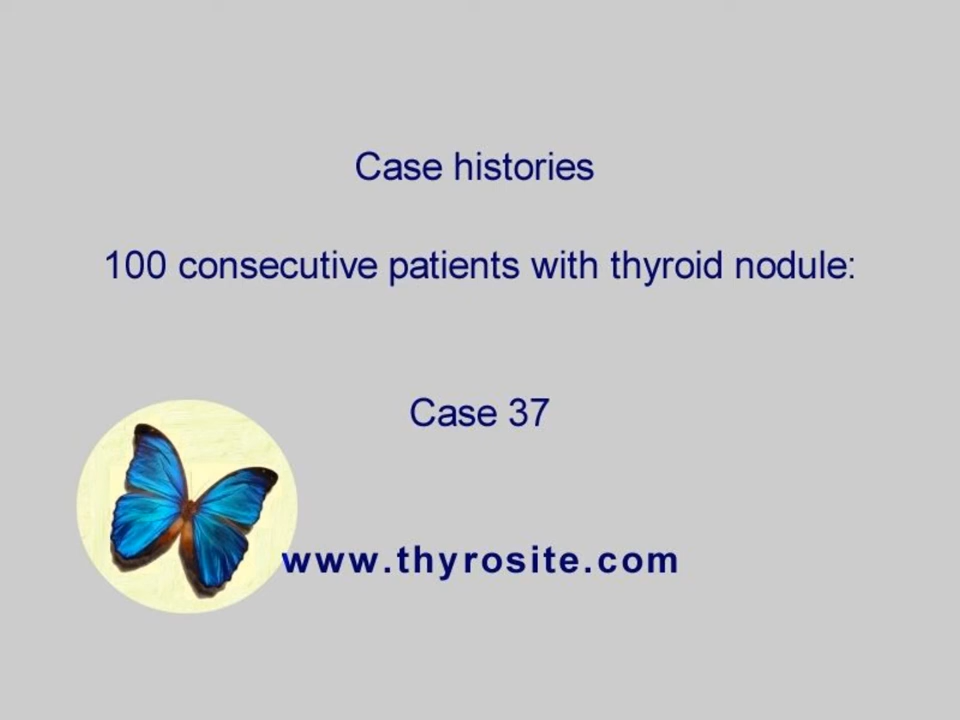 Case histories
100 consecutive patients with thyroid nodule:
Case 37
www.thyrosite.com